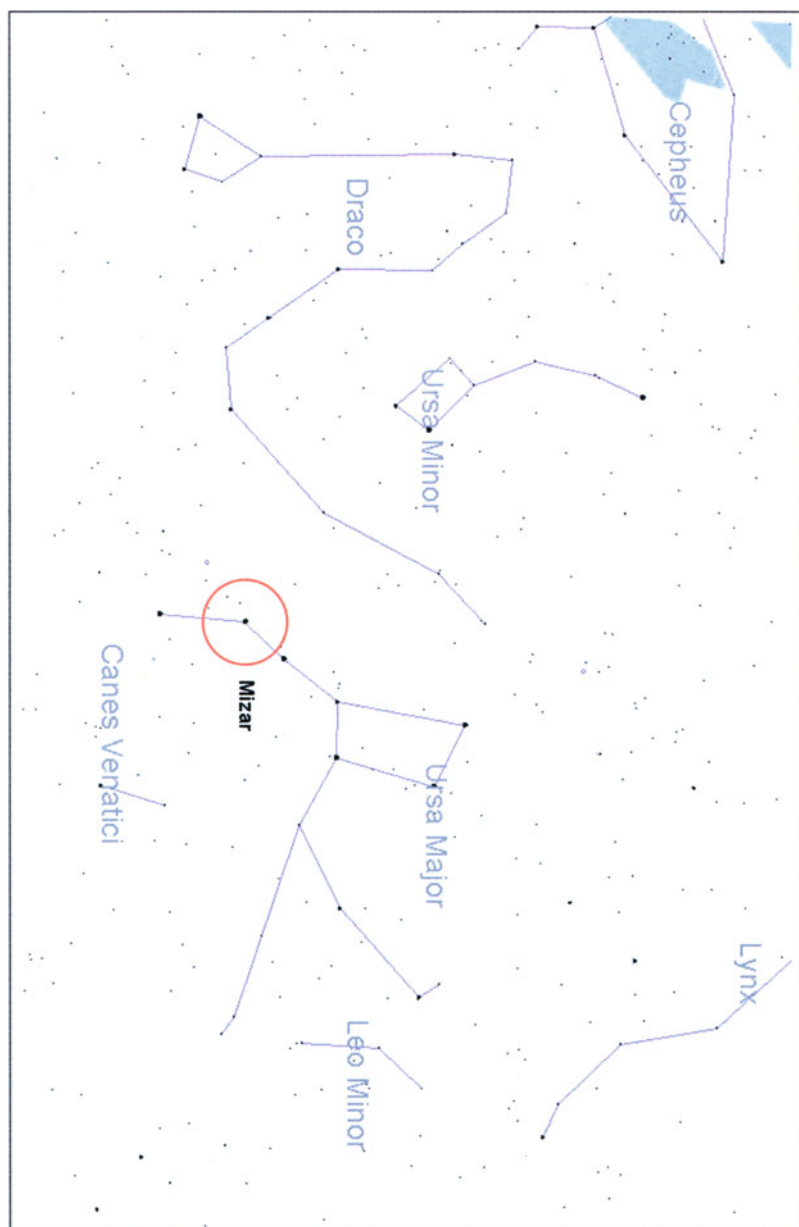 Cepheus
Draco
Ursa Minor
Mizar
Canes Venatici
Ursa Major
Lynx
Leo Minor